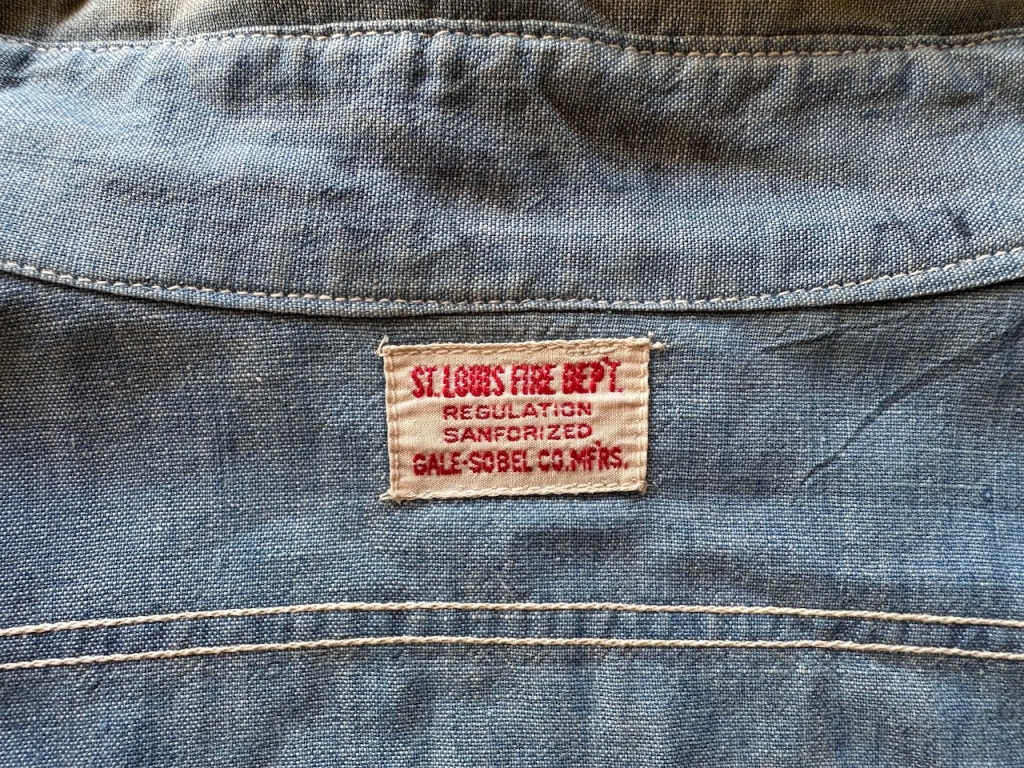 ST. LOUIS FIRE DEP'T.
REGULATION
SANFORIZED
GALE-SOBEL CO. MF'RS.